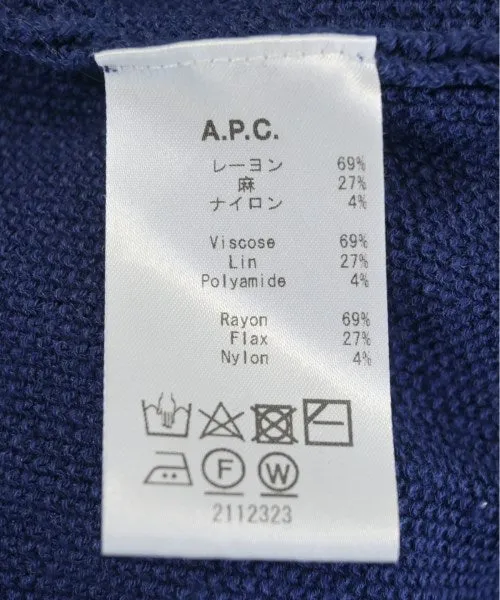 A.P.C.
レーヨン 69%
麻 27%
ナイロン 4%
Viscose 69%
Lin 27%
Polyamide 4%
Rayon 69%
Flax 27%
Nylon 4%
F W
2112323